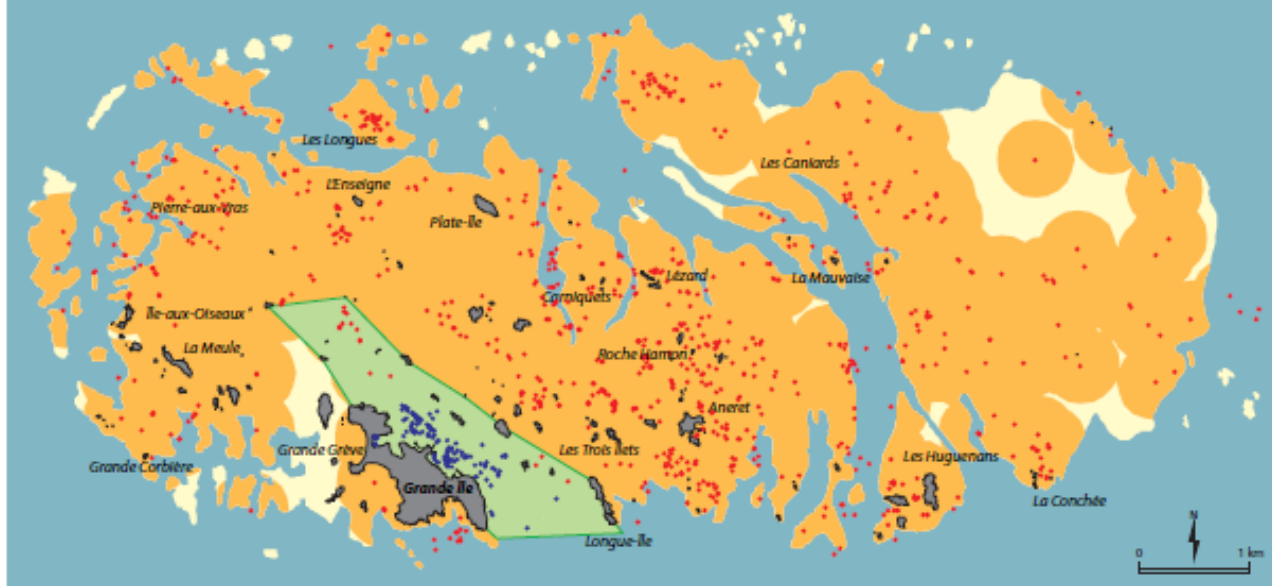 Les Longues
Les Caniards
L'Enseigne
Pierre-aux-Vras
Plate-île
Lézard
La Mauvaise
Carniquets
Île-aux-Oiseaux
La Meule
Roche Hamon
Aneret
Grande Grève
Les Trois Ilets
Les Huguenans
Grande Corbière
Grande île
La Conchée
Longue-île
N
0 1 km